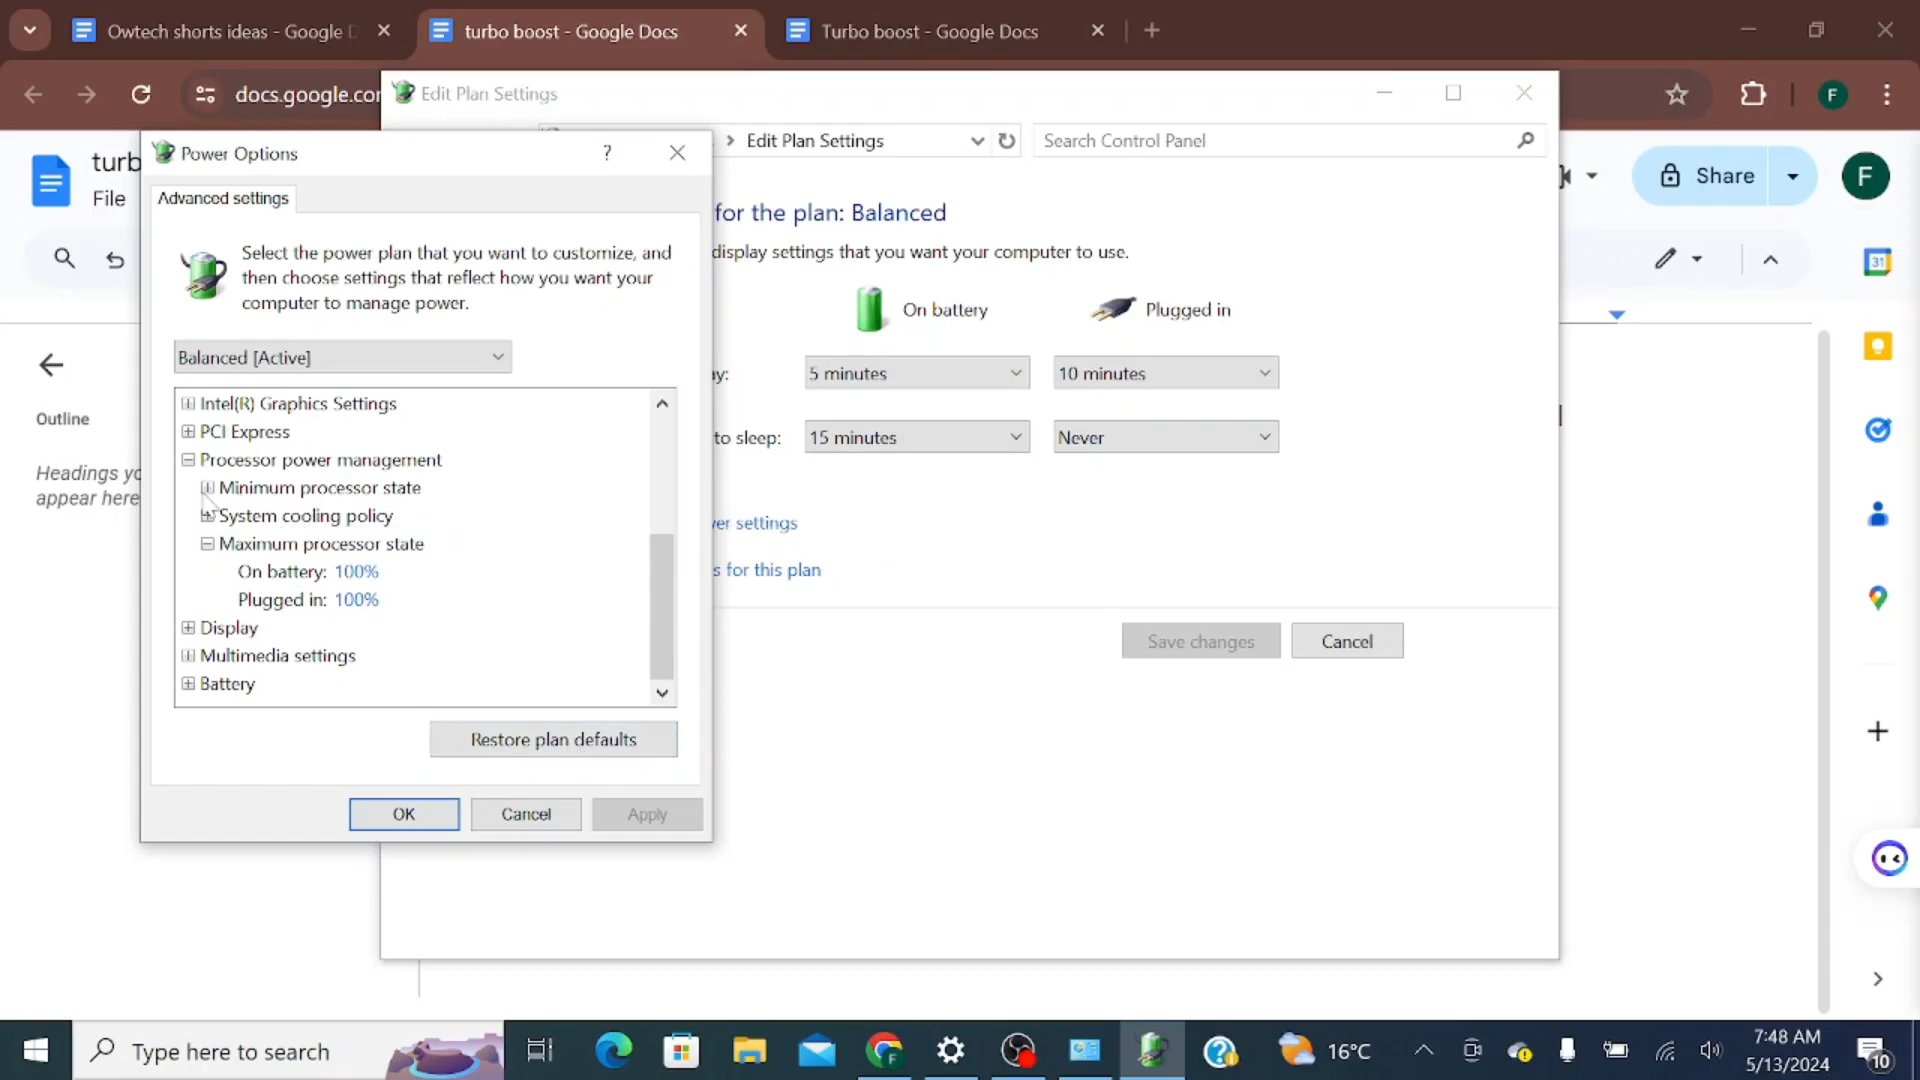 Owtech shorts ideas - Google D
turbo boost - Google Docs
Turbo boost - Google Docs
docs.google.com
F
Edit Plan Settings
Edit Plan Settings
Search Control Panel
Power Options
?
turb
File
Share
F
Advanced settings
for the plan: Balanced
Select the power plan that you want to customize, and
then choose settings that reflect how you want your
computer to manage power.
display settings that you want your computer to use.
31
On battery
Plugged in
Balanced [Active]
ay:
5 minutes
10 minutes
to sleep:
15 minutes
Never
Outline
Headings yo
appear here
Intel(R) Graphics Settings
PCI Express
Processor power management
Minimum processor state
System cooling policy
Maximum processor state
On battery: 100%
Plugged in: 100%
Display
Multimedia settings
Battery
wer settings
s for this plan
Save changes
Cancel
Restore plan defaults
OK
Cancel
Apply
Type here to search
F
16°C
7:48 AM
5/13/2024
10